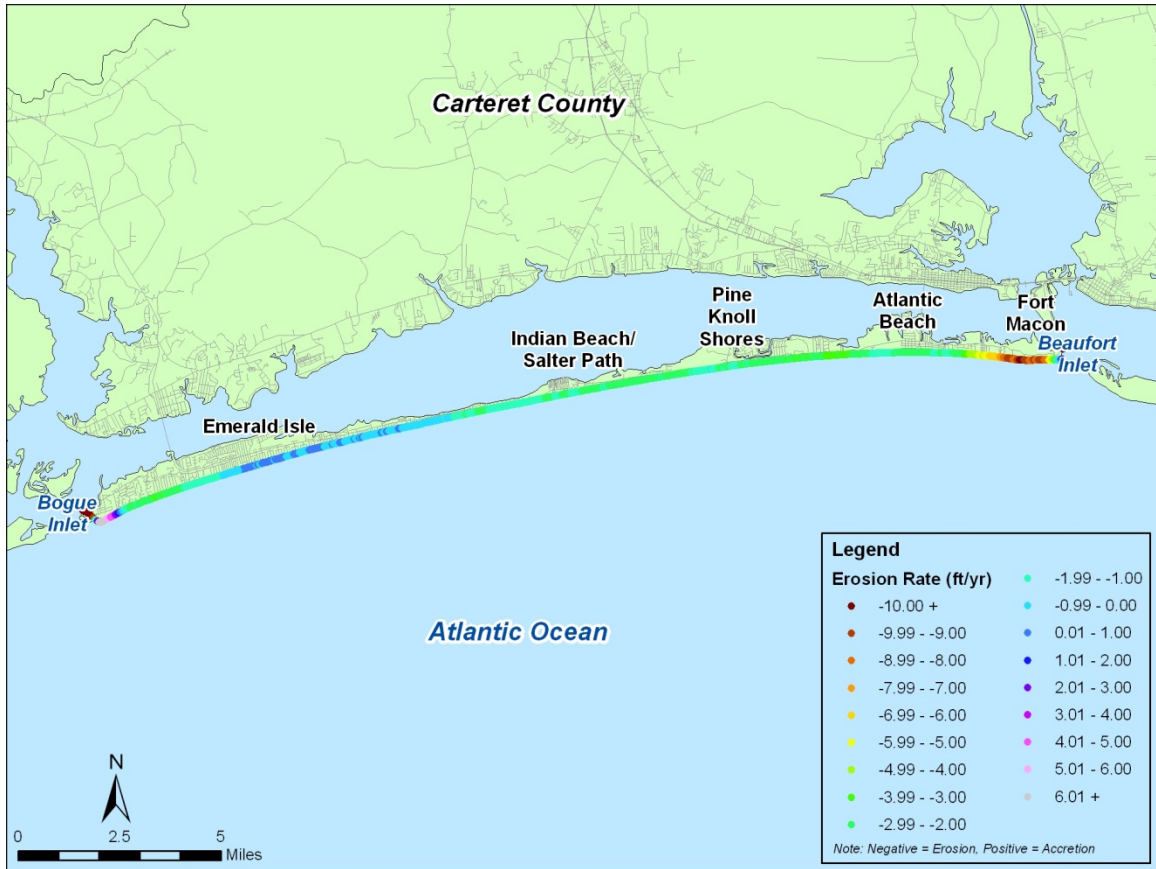 Carteret County
Pine
Knoll
Shores
Atlantic
Beach
Fort
Macon
Beaufort
Inlet
Indian Beach/
Salter Path
Emerald Isle
Bogue
Inlet
Atlantic Ocean
N
0 2.5 5
Miles
Legend
Erosion Rate (ft/yr)
-10.00 +
-9.99 - -9.00
-8.99 - -8.00
-7.99 - -7.00
-6.99 - -6.00
-5.99 - -5.00
-4.99 - -4.00
-3.99 - -3.00
-2.99 - -2.00
-1.99 - -1.00
-0.99 - 0.00
0.01 - 1.00
1.01 - 2.00
2.01 - 3.00
3.01 - 4.00
4.01 - 5.00
5.01 - 6.00
6.01 +
Note: Negative = Erosion, Positive = Accretion